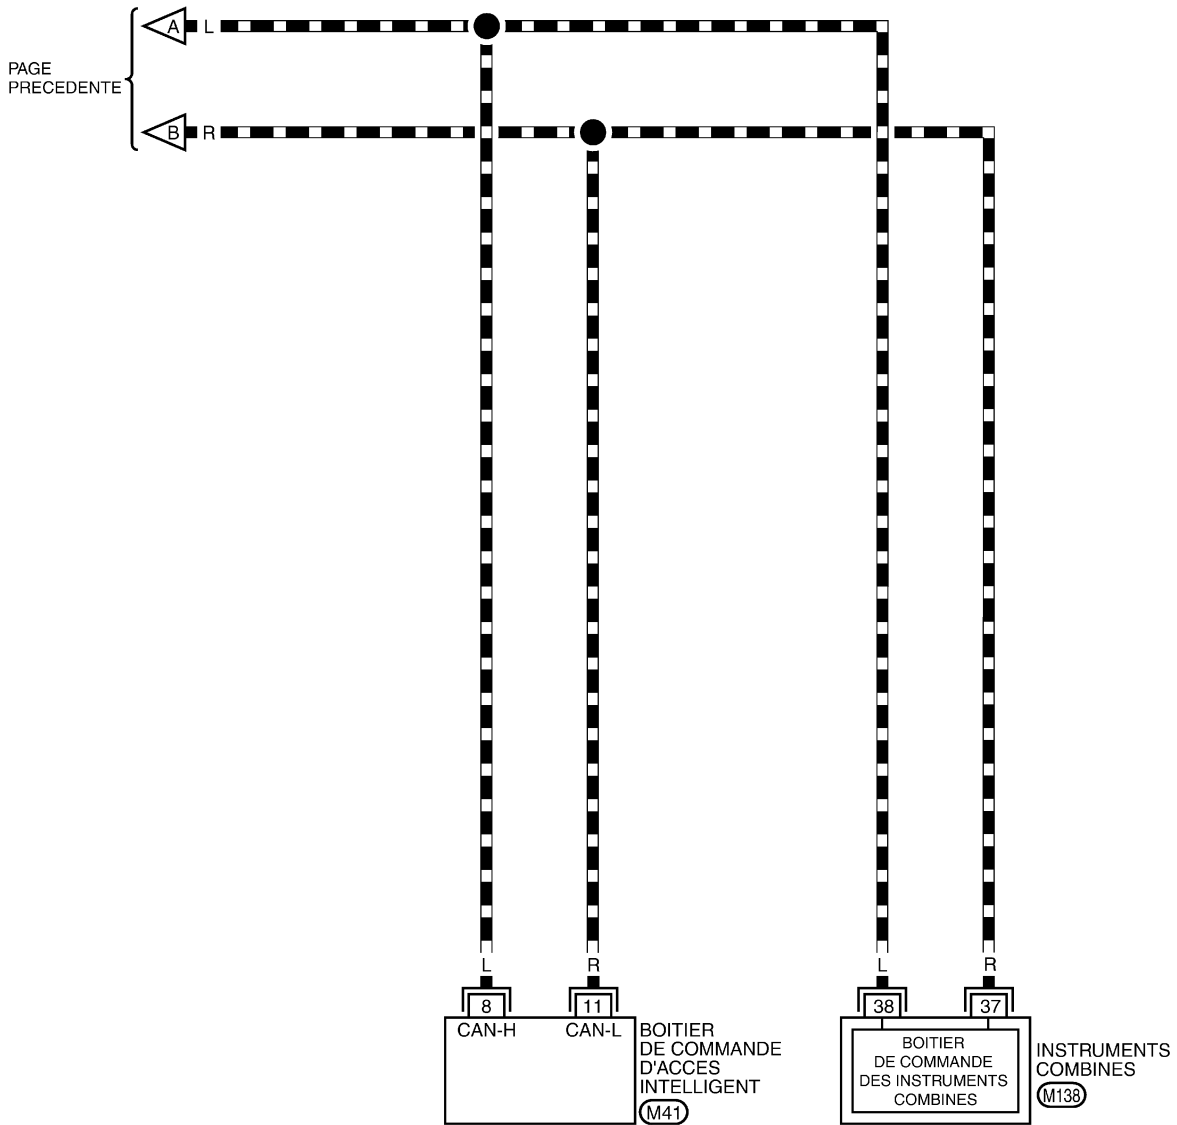 A L
PAGE
PRECEDENTE
B R
L R L R
8 11 38 37
CAN-H CAN-L
BOITIER
DE COMMANDE
D'ACCES
INTELLIGENT
M41
BOITIER
DE COMMANDE
DES INSTRUMENTS
COMBINES
INSTRUMENTS
COMBINES
M138